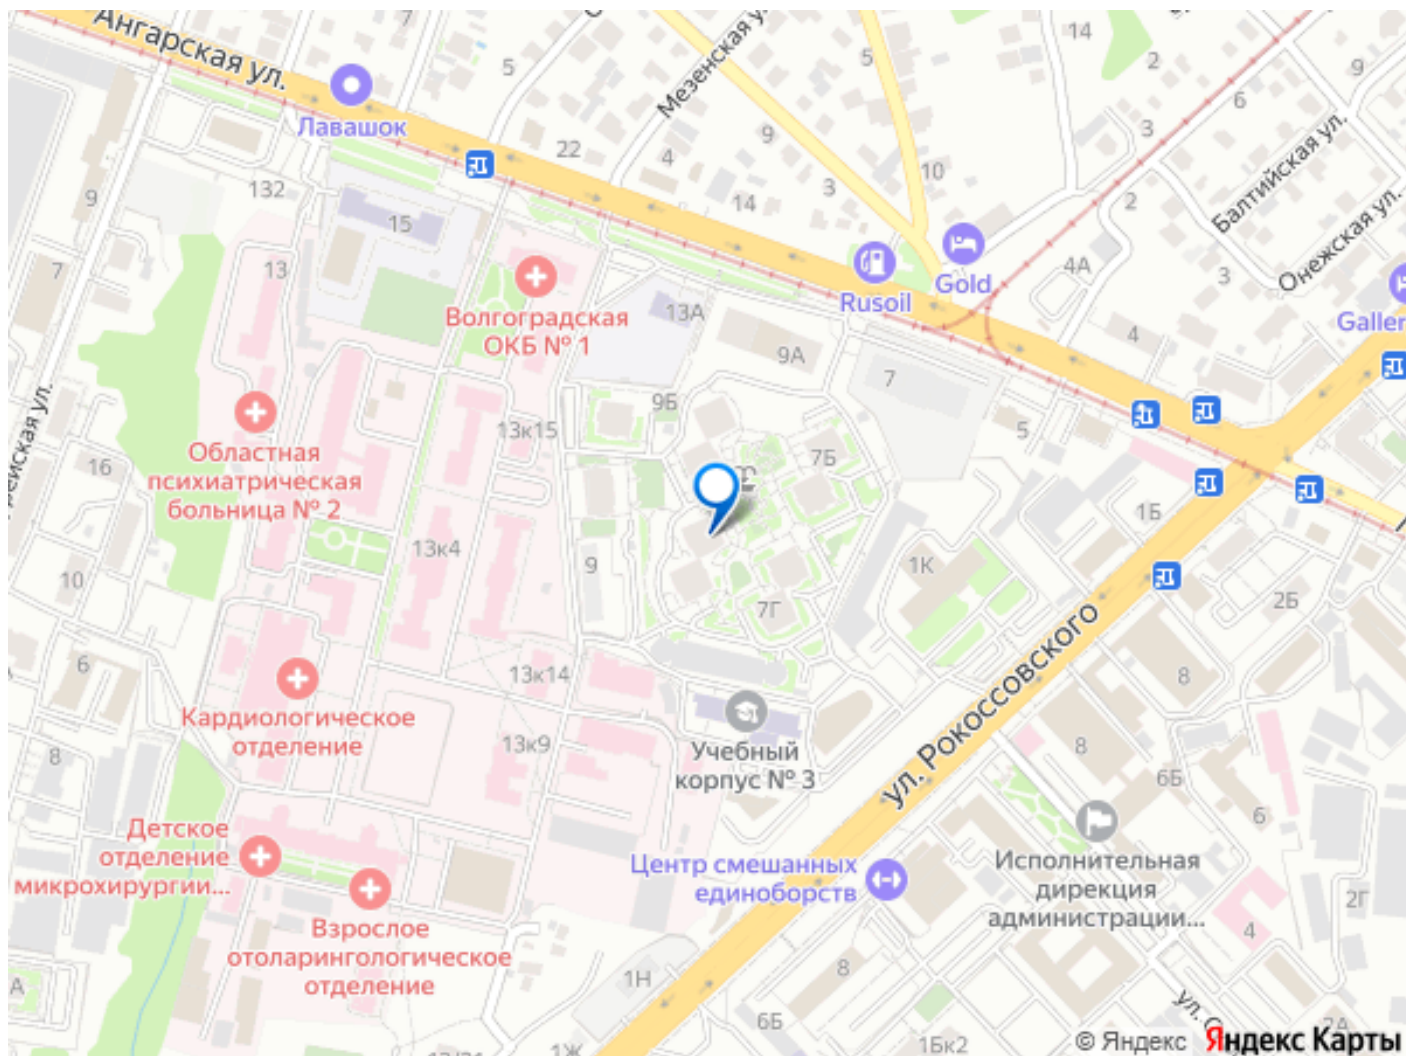 Ангарская ул.
7
5
5
14
2
9
6
3
Мезенская ул.
Лавашок
22
4
9
3
10
14
2
Балтийская ул.
Онежская ул.
3
4А
4
9
132
15
13
7
Волгоградская
ОКБ № 1
13А
9А
Rusoil
Gold
Galler
7
5
9Б
13к15
7Б
Областная
психиатрическая
больница № 2
16
10
13к4
9
7Г
1К
1Б
2Б
ул. Рокоссовского
6
8
13к14
13к9
Кардиологическое
отделение
Учебный
корпус № 3
8
8
6Б
6
Детское
отделение
микрохирургии...
Взрослое
отоларингологическое
отделение
Центр смешанных
единоборств
Исполнительная
дирекция
администрации...
2Г
4
8
1Н
6Б
1Бк2
1Ж
2А
А
© Яндекс
Яндекс Карты